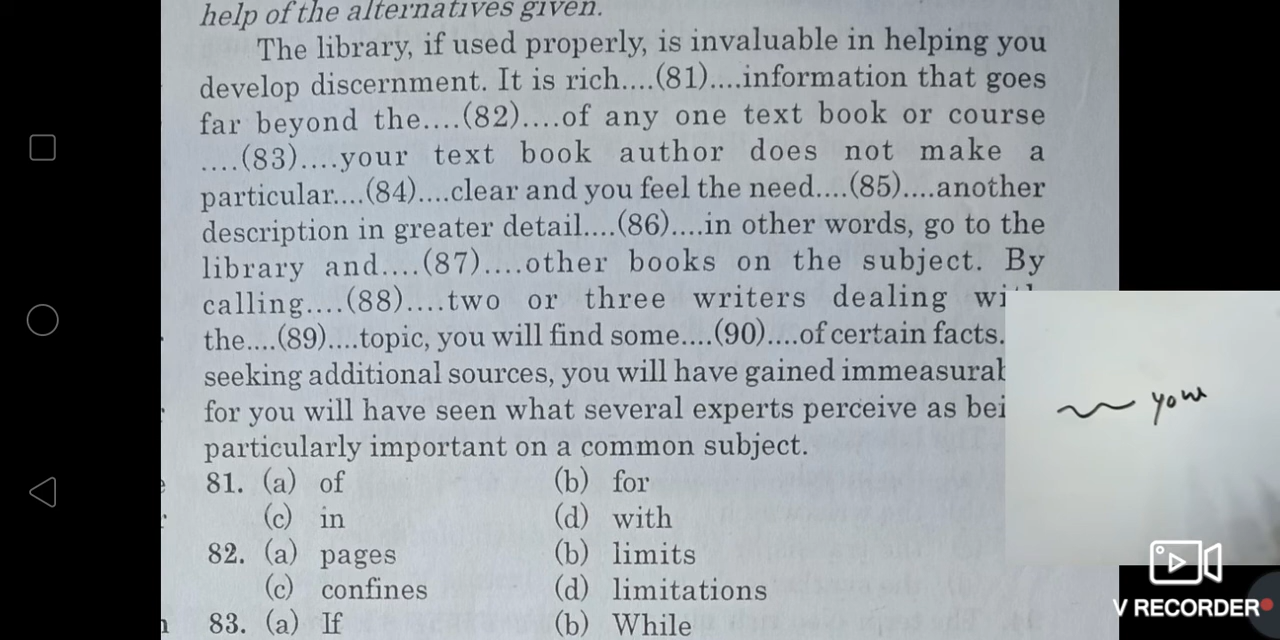 help of the alternatives given.
The library, if used properly, is invaluable in helping you
develop discernment. It is rich....(81)....information that goes
far beyond the....(82)....of any one text book or course
....(83)....your text book author does not make a
particular....(84)....clear and you feel the need....(85)....another
description in greater detail....(86)....in other words, go to the
library and....(87)....other books on the subject. By
calling....(88)....two or three writers dealing
the....(89)....topic, you will find some....(90)....of certain facts.
seeking additional sources, you will have gained
for you will have seen what several experts perceive as
particularly important on a common subject.
81. (a) of (b) for
(c) in (d) with
82. (a) pages (b) limits
(c) confines (d) limitations
83. (a) If (b) While
your
V RECORDER